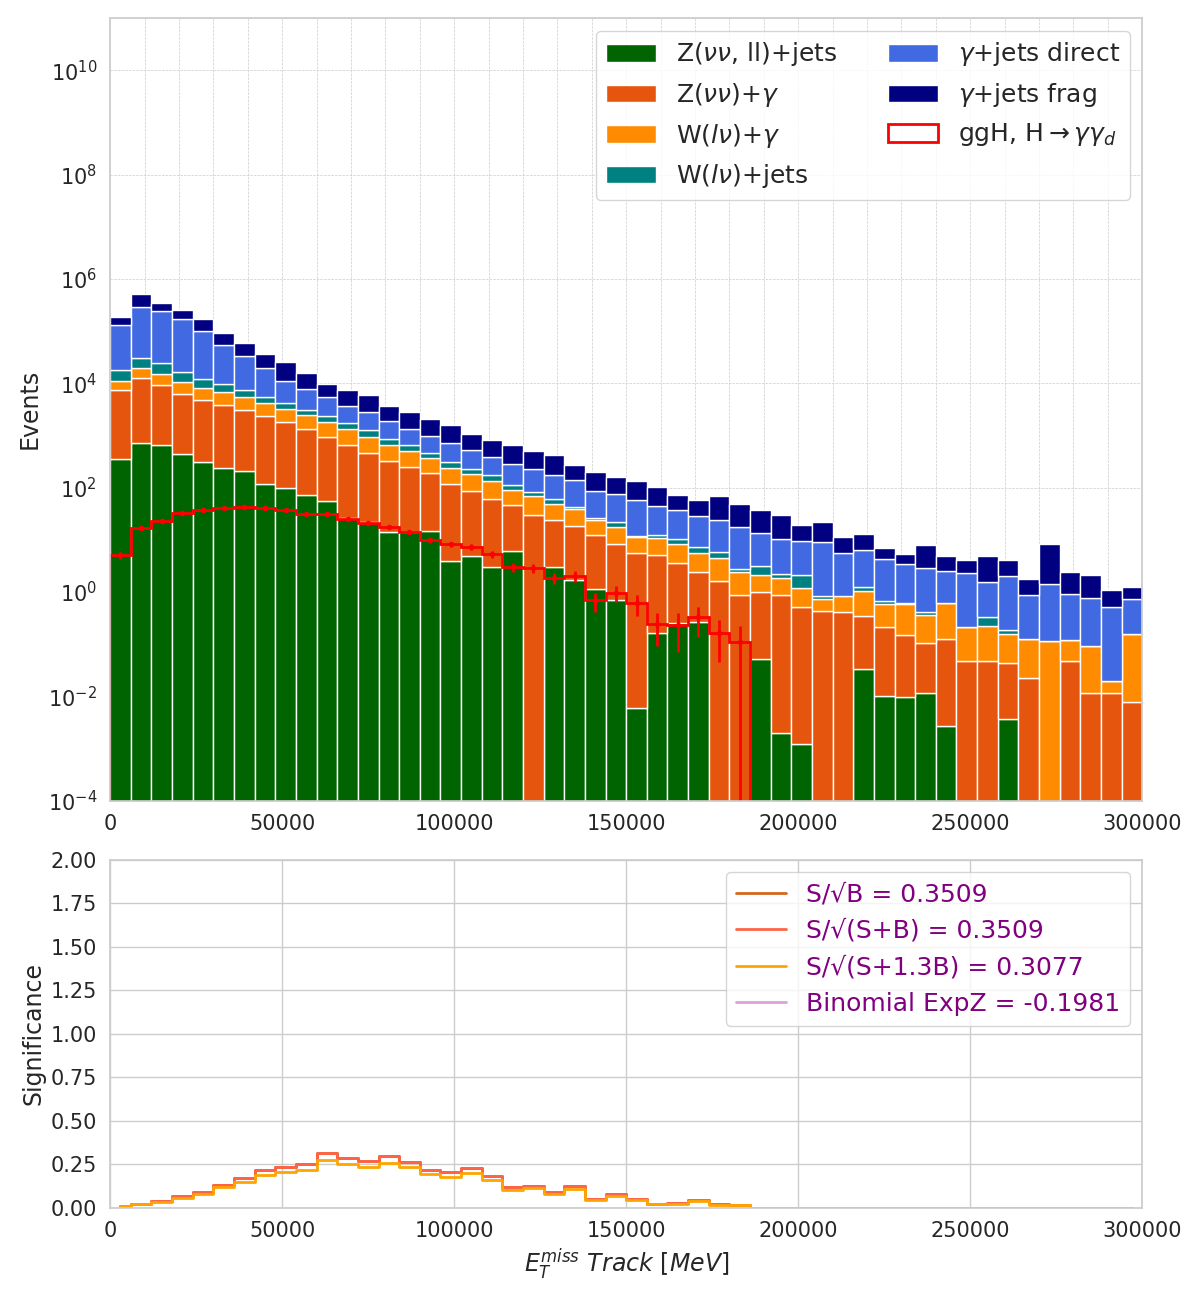 Z(νν, ll)+jets
Z(νν)+γ
W(lν)+γ
W(lν)+jets
γ+jets direct
γ+jets frag
ggH, H→γγ_d
Events
10^10
10^8
10^6
10^4
10^2
10^0
10^−2
10^−4
0 50000 100000 150000 200000 250000 300000
Significance
2.00
1.75
1.50
1.25
1.00
0.75
0.50
0.25
0.00
S/√B = 0.3509
S/√(S+B) = 0.3509
S/√(S+1.3B) = 0.3077
Binomial ExpZ = -0.1981
0 50000 100000 150000 200000 250000 300000
E_T^miss Track [MeV]